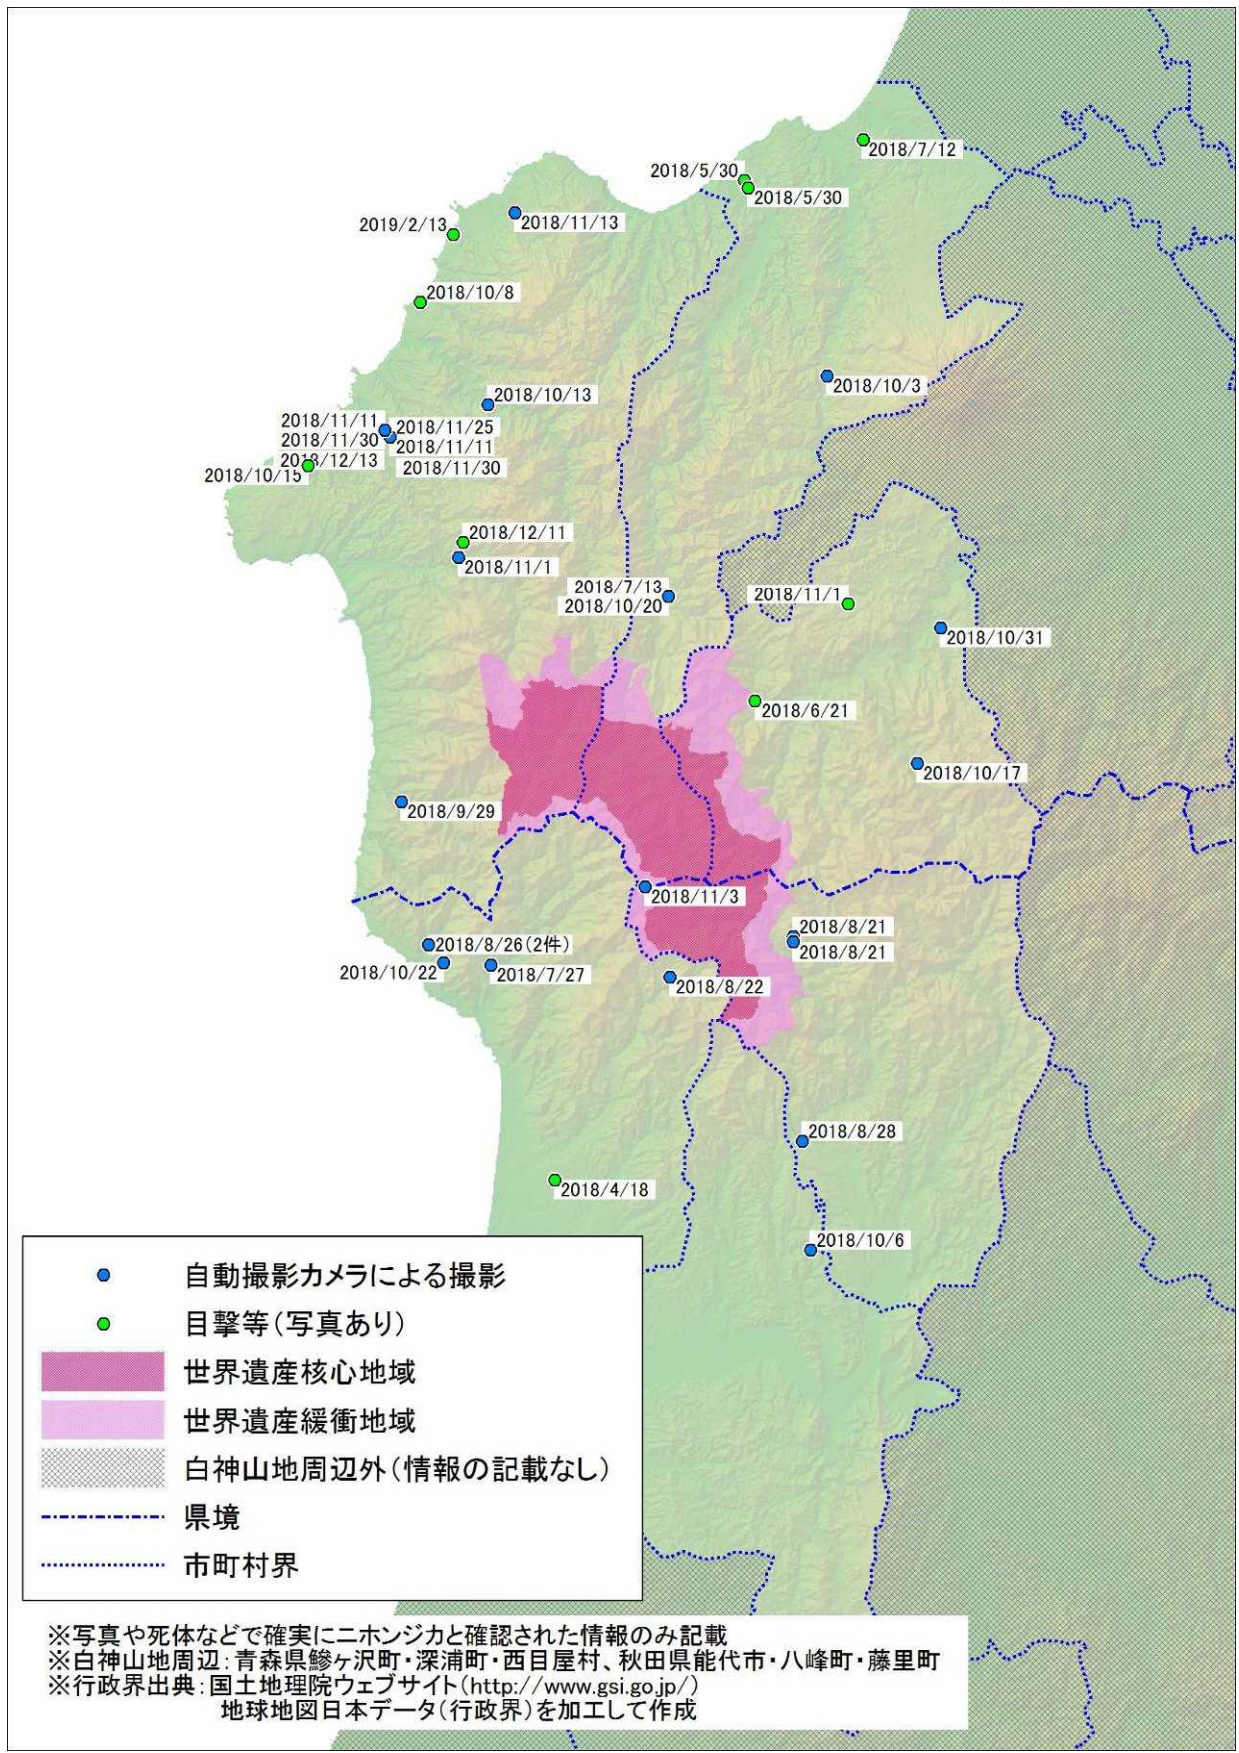 2018/7/12
2018/5/30
2018/5/30
2018/11/13
2019/2/13
2018/10/8
2018/10/3
2018/10/13
2018/11/11
2018/11/25
2018/11/30
2018/11/11
2018/12/13
2018/11/30
2018/10/15
2018/12/11
2018/11/1
2018/7/13
2018/10/20
2018/11/1
2018/10/31
2018/6/21
2018/10/17
2018/9/29
2018/11/3
2018/8/21
2018/8/21
2018/8/26(2件)
2018/10/22
2018/7/27
2018/8/22
2018/8/28
2018/4/18
2018/10/6
自動撮影カメラによる撮影
目撃等(写真あり)
世界遺産核心地域
世界遺産緩衝地域
白神山地周辺外(情報の記載なし)
県境
市町村界
※写真や死体などで確実にニホンジカと確認された情報のみ記載
※白神山地周辺:青森県鰺ヶ沢町・深浦町・西目屋村、秋田県能代市・八峰町・藤里町
※行政界出典:国土地理院ウェブサイト(http://www.gsi.go.jp/)
地球地図日本データ(行政界)を加工して作成